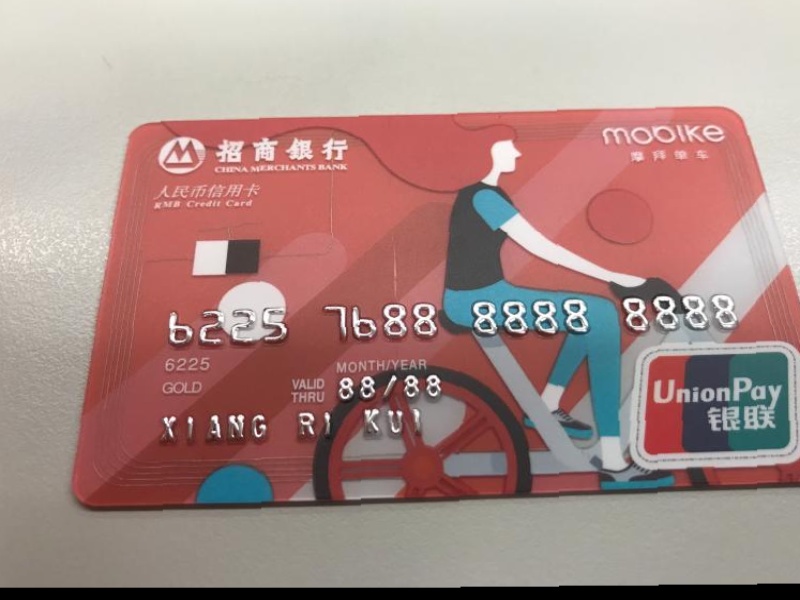 招商银行
CHINA MERCHANTS BANK
mobike
摩拜单车
人民币信用卡
RMB Credit Card
6225 7688 8888 8888
6225
MONTH/YEAR
GOLD
VALID THRU
88/88
XIANG RI KUI
UnionPay
银联